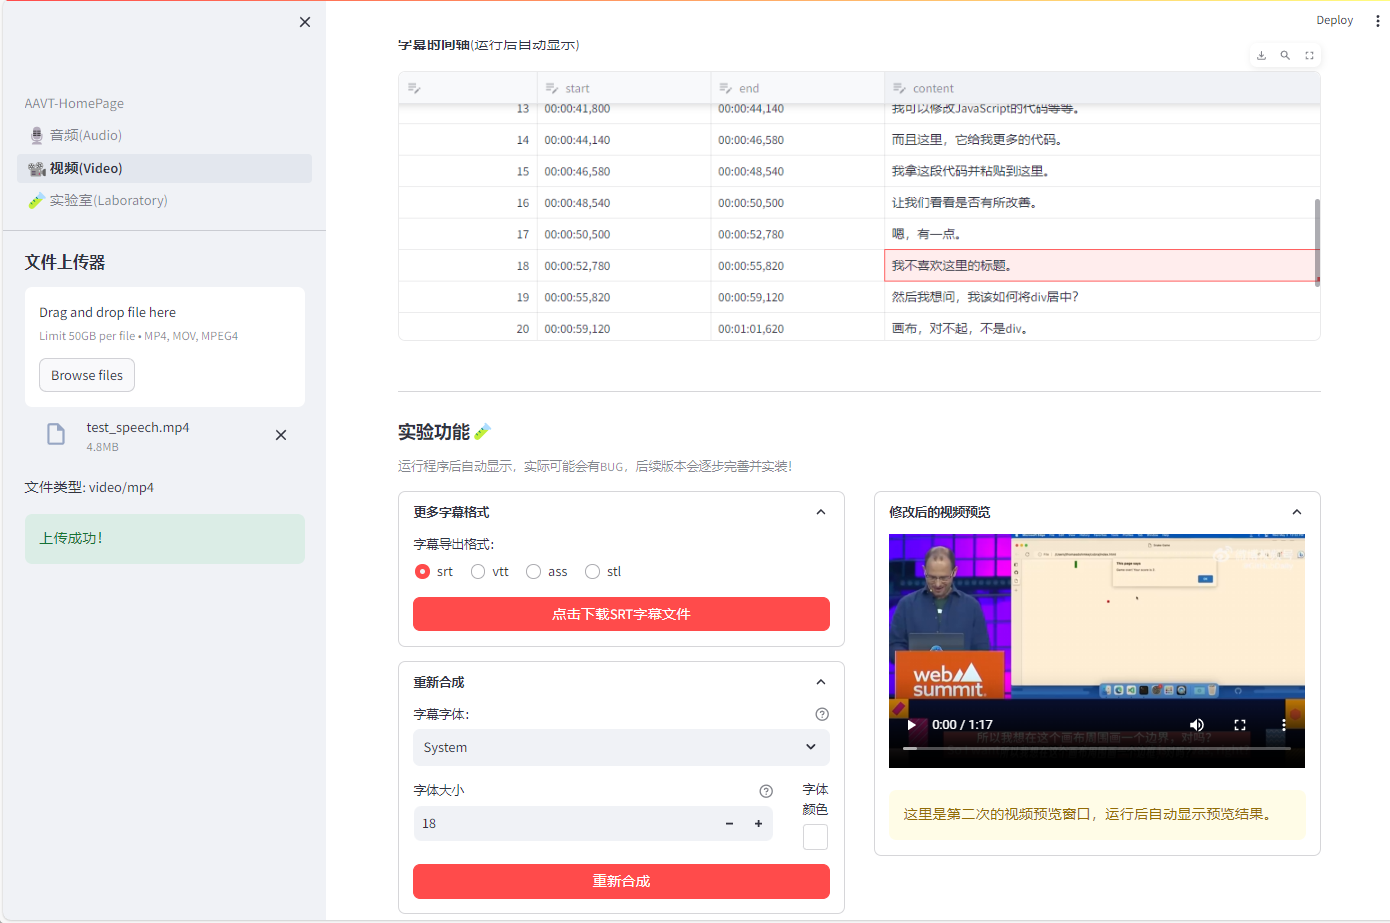 Deploy
AAVT-HomePage
音频(Audio)
视频(Video)
实验室(Laboratory)
文件上传器
Drag and drop file here
Limit 50GB per file • MP4, MOV, MPEG4
Browse files
test_speech.mp4
4.8MB
文件类型: video/mp4
上传成功!
字幕时间轴(运行后自动显示)
start end content
13 00:00:41,800 00:00:44,140 我可以修改JavaScript的代码等等。
14 00:00:44,140 00:00:46,580 而且这里，它给我更多的代码。
15 00:00:46,580 00:00:48,540 我拿这段代码并粘贴到这里。
16 00:00:48,540 00:00:50,500 让我们看看是否有所改善。
17 00:00:50,500 00:00:52,780 嗯，有一点。
18 00:00:52,780 00:00:55,820 我不喜欢这里的标题。
19 00:00:55,820 00:00:59,120 然后我想问，我该如何将div居中?
20 00:00:59,120 00:01:01,620 画布，对不起，不是div。
实验功能
运行程序后自动显示，实际可能会有BUG，后续版本会逐步完善并实装!
更多字幕格式
字幕导出格式:
srt vtt ass stl
点击下载SRT字幕文件
重新合成
字幕字体:
System
字体大小
字体
颜色
18
重新合成
修改后的视频预览
This page says
OK
web
summit
0:00 / 1:17
所以我想在这个画布周围画一个边界，对吗?
这里是第二次的视频预览窗口，运行后自动显示预览结果。